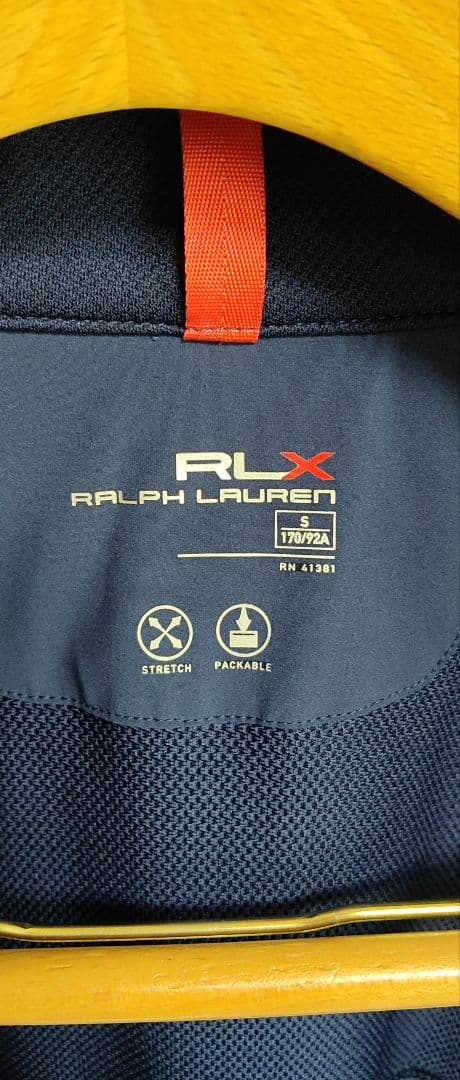 RLX
RALPH LAUREN
S
170/92A
RN 41381
STRETCH PACKABLE